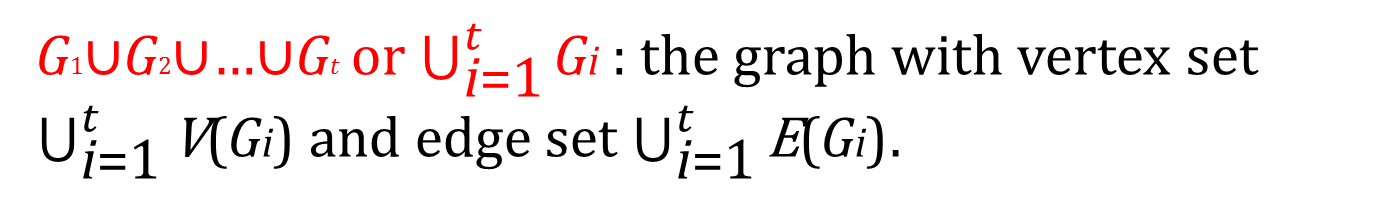 G₁∪G₂∪…∪Gₜ or ⋃ᵗᵢ₌₁ Gi : the graph with vertex set
⋃ᵗᵢ₌₁ V(Gi) and edge set ⋃ᵗᵢ₌₁ E(Gi).